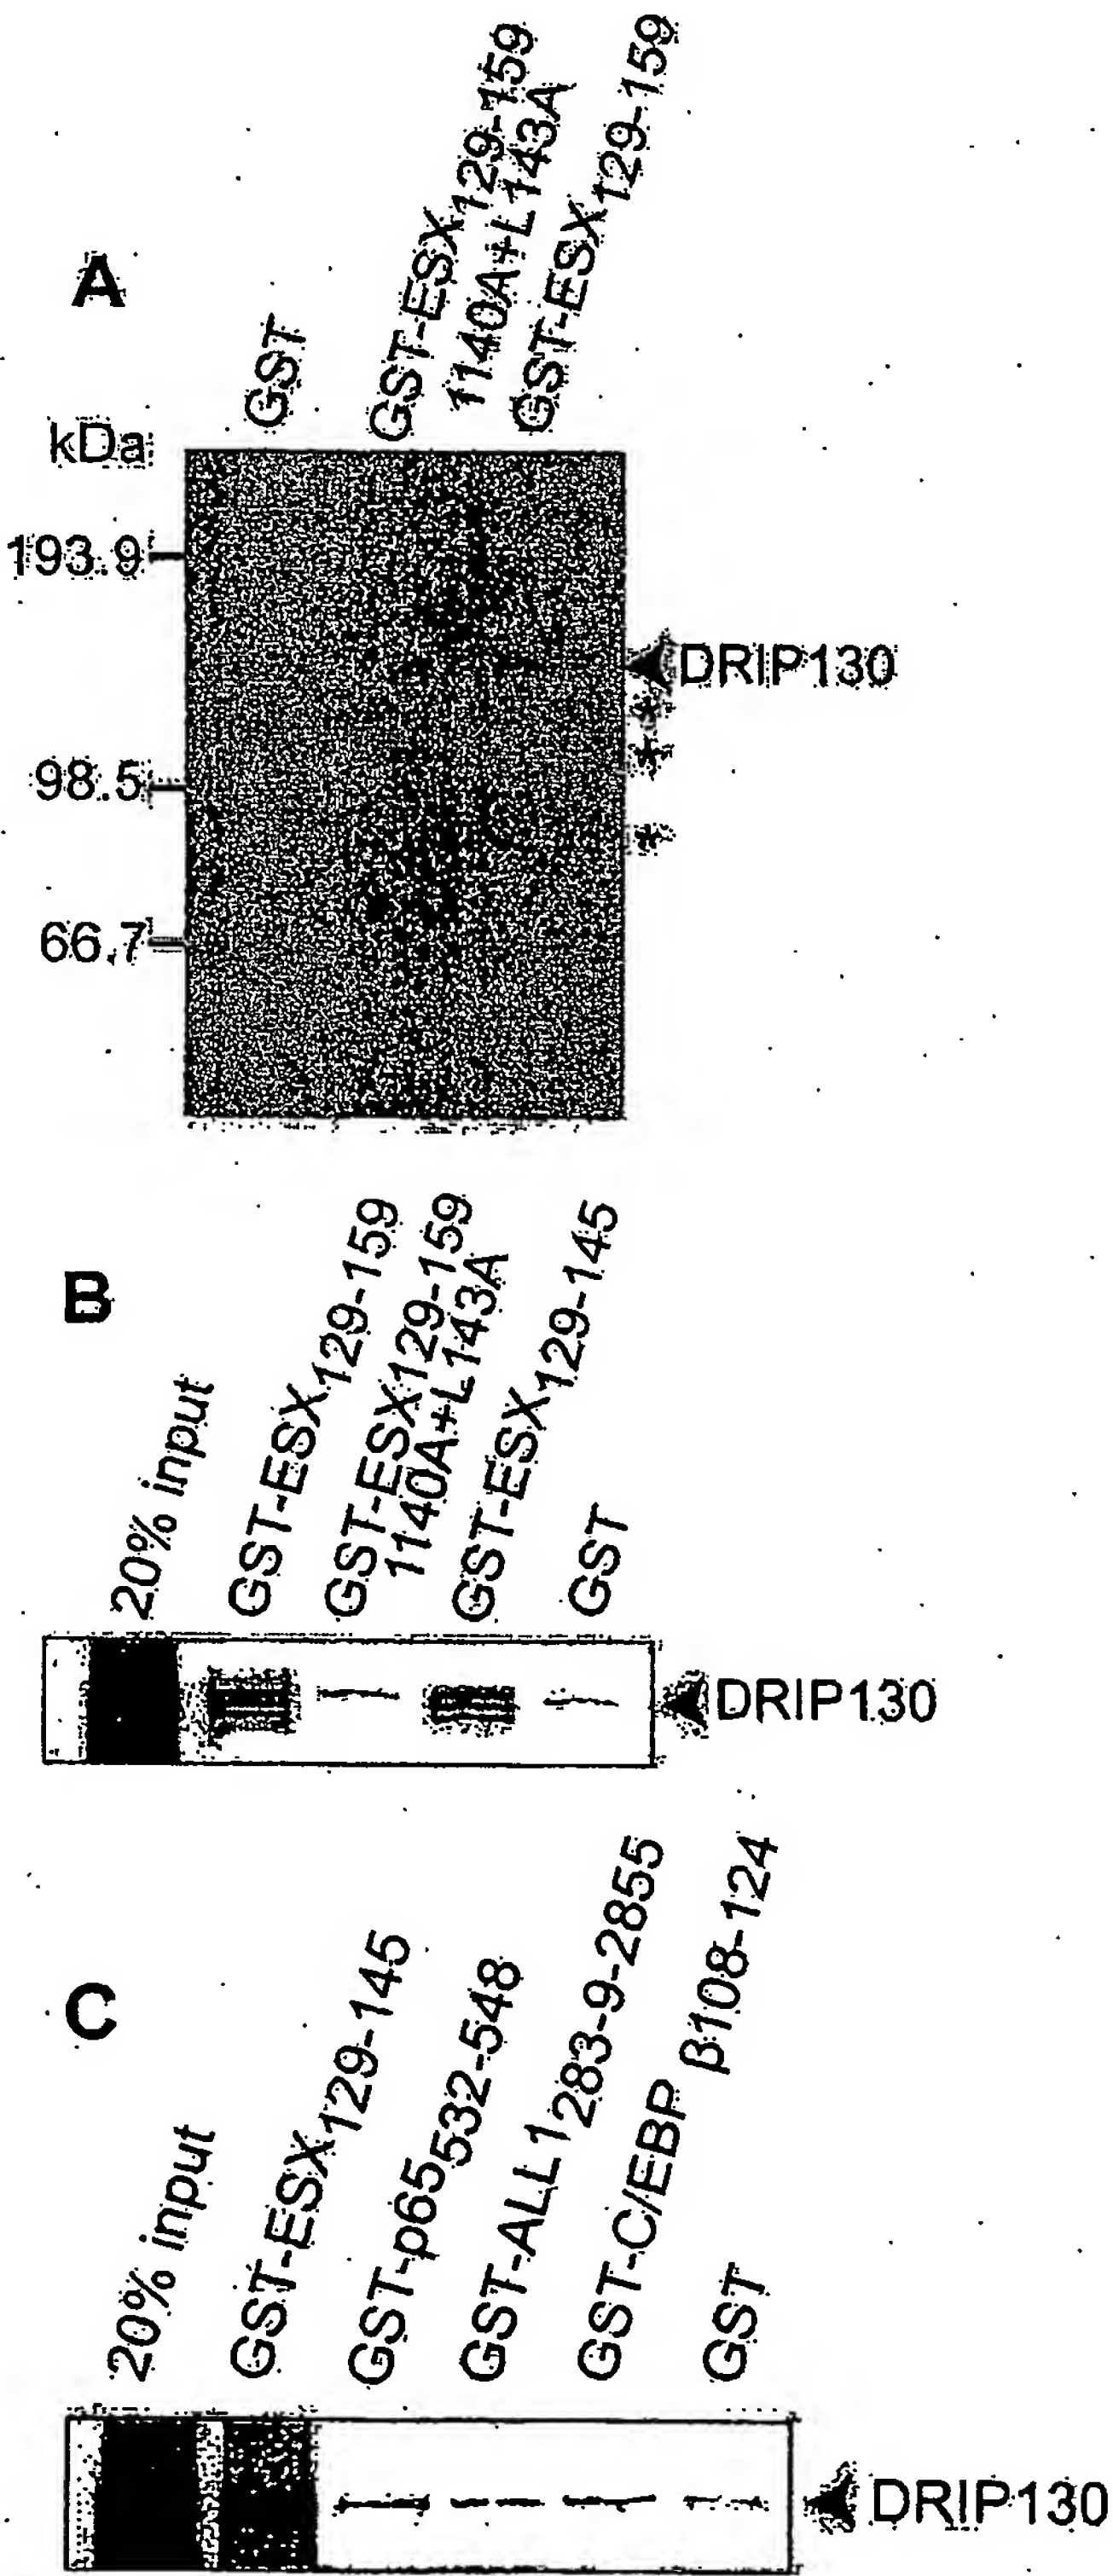 A
GST
GST-ESX129-159
1140A+L143A
GST-ESX129-159
kDa
193.9
DRIP130
*
*
98.5
*
66.7
B
20% input
GST-ESX129-159
GST-ESX129-159
1140A+L143A
GST-ESX129-145
GST
DRIP130
C
20% input
GST-ESX129-145
GST-p65532-548
GST-ALL1283-9-2855
GST-C/EBP β108-124
GST
DRIP130